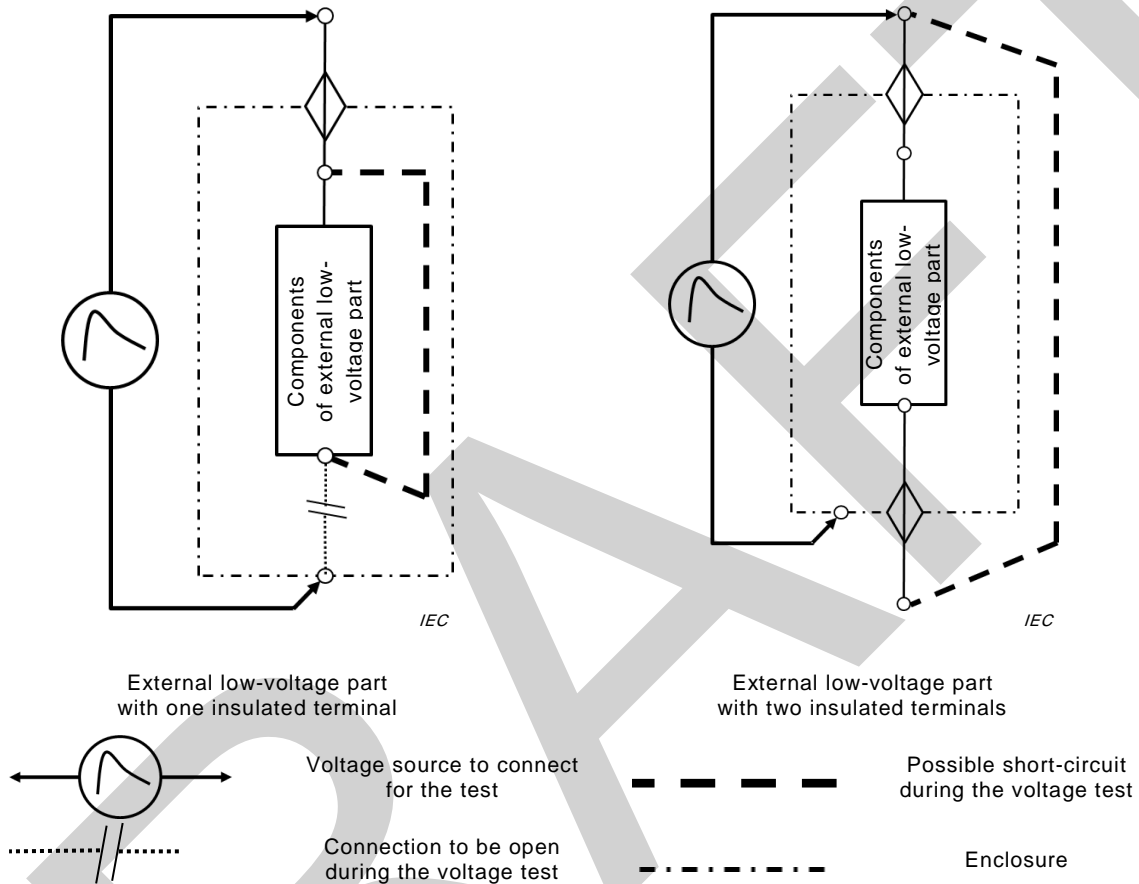 Components
of external low-
voltage part
Components
of external low-
voltage part
IEC
IEC
External low-voltage part
with one insulated terminal
External low-voltage part
with two insulated terminals
Voltage source to connect
for the test
Possible short-circuit
during the voltage test
Connection to be open
during the voltage test
Enclosure